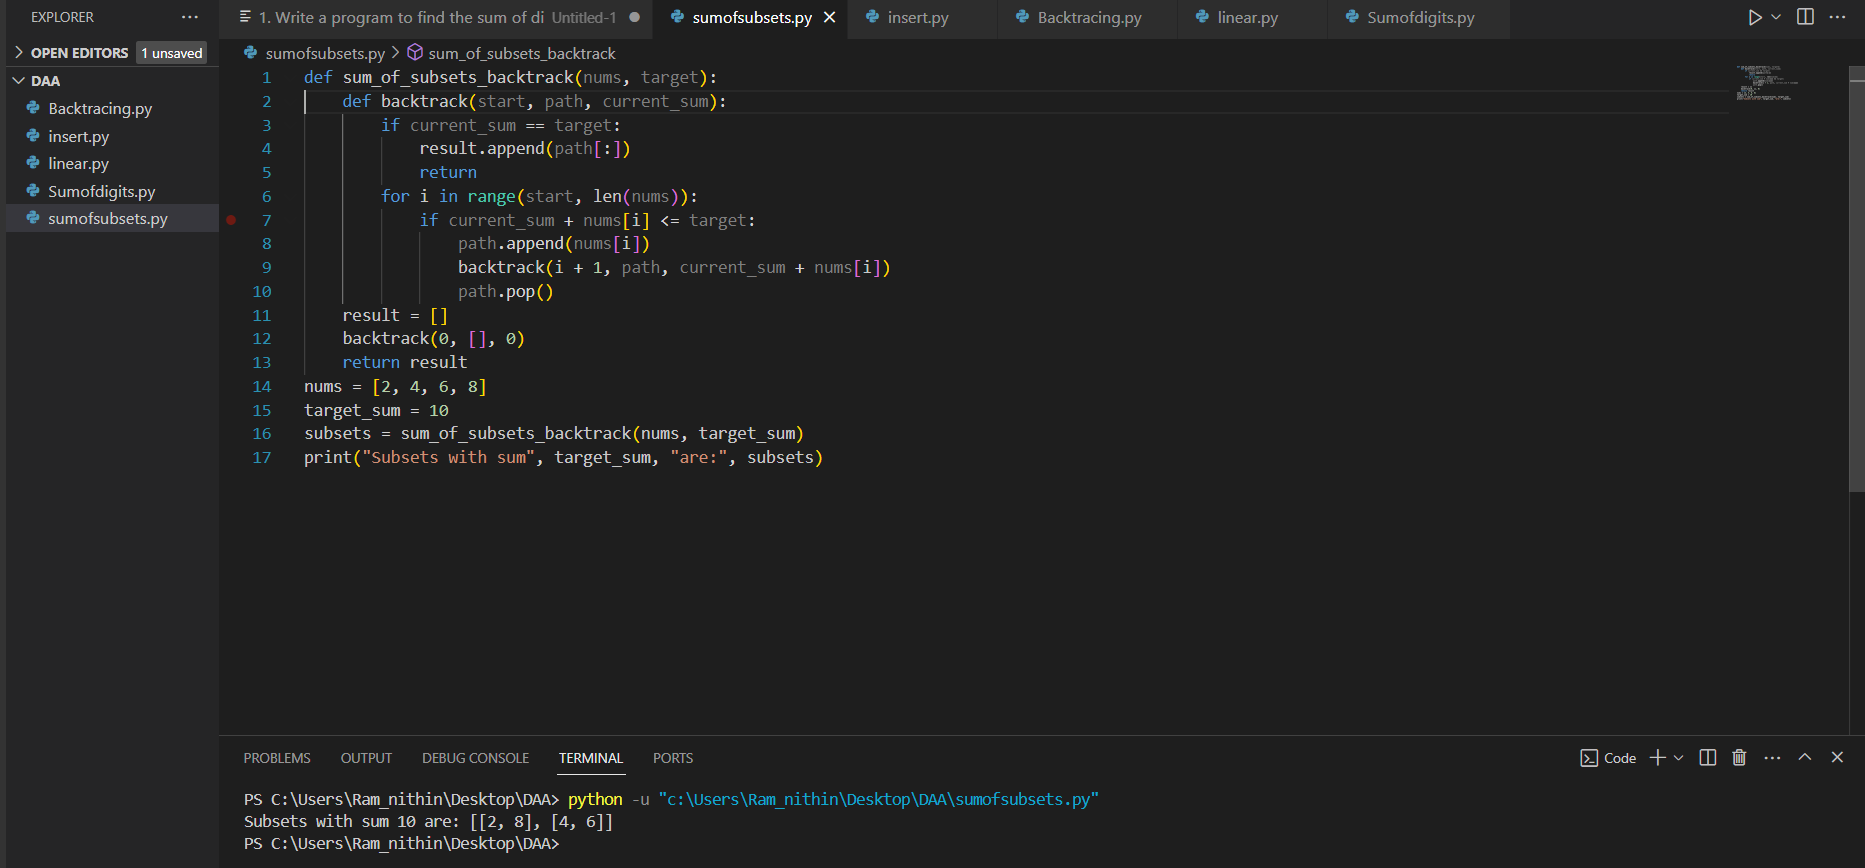 EXPLORER
OPEN EDITORS 1 unsaved
DAA
Backtracing.py
insert.py
linear.py
Sumofdigits.py
sumofsubsets.py
1. Write a program to find the sum of di Untitled-1
sumofsubsets.py
insert.py
Backtracing.py
linear.py
Sumofdigits.py
sumofsubsets.py > sum_of_subsets_backtrack
1 def sum_of_subsets_backtrack(nums, target):
2     def backtrack(start, path, current_sum):
3         if current_sum == target:
4             result.append(path[:])
5             return
6         for i in range(start, len(nums)):
7             if current_sum + nums[i] <= target:
8                 path.append(nums[i])
9                 backtrack(i + 1, path, current_sum + nums[i])
10                 path.pop()
11     result = []
12     backtrack(0, [], 0)
13     return result
14 nums = [2, 4, 6, 8]
15 target_sum = 10
16 subsets = sum_of_subsets_backtrack(nums, target_sum)
17 print("Subsets with sum", target_sum, "are:", subsets)
PROBLEMS OUTPUT DEBUG CONSOLE TERMINAL PORTS
Code
PS C:\Users\Ram_nithin\Desktop\DAA> python -u "c:\Users\Ram_nithin\Desktop\DAA\sumofsubsets.py"
Subsets with sum 10 are: [[2, 8], [4, 6]]
PS C:\Users\Ram_nithin\Desktop\DAA>